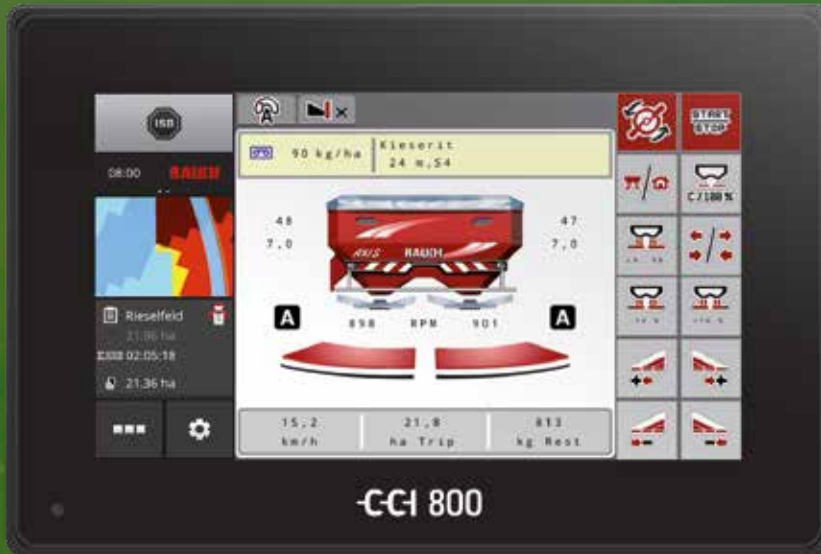 ISO
A
×
START
STOP
08:00 RAUCH
90 kg/ha
Kieserit
24 m,S4
C/100 %
48
7,0
47
7,0
AXIS RAUCH
Rieselfeld
21.96 ha
02:05:18
21.36 ha
A
898 RPM 901
A
15,2
km/h
21,8
ha Trip
813
kg Rest
CCI 800